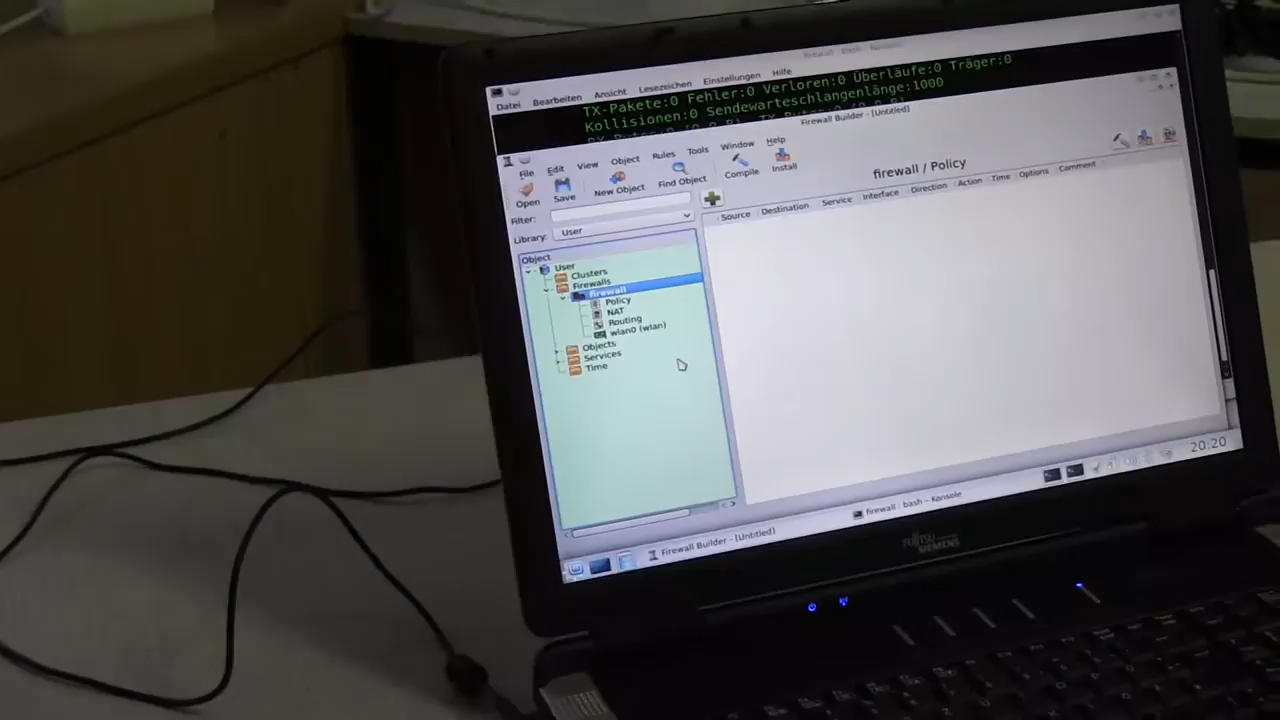 Datei Bearbeiten Ansicht Lesezeichen Einstellungen Hilfe
TX-Pakete:0 Fehler:0 Verloren:0 Überläufe:0 Träger:0
Kollisionen:0 Sendewarteschlangenlänge:1000
Firewall Builder - [Untitled]
File Edit View Object Rules Tools Window Help
Open Save New Object Find Object Compile Install
firewall / Policy
Filter:
Library: User
Source Destination Service Interface Direction Action Time Options Comment
Object
User
Clusters
Firewalls
firewall
Policy
NAT
Routing
wlan0 (wlan)
Objects
Services
Time
20:20
Firewall Builder - [Untitled] firewall : bash – Konsole
FUJITSU
SIEMENS